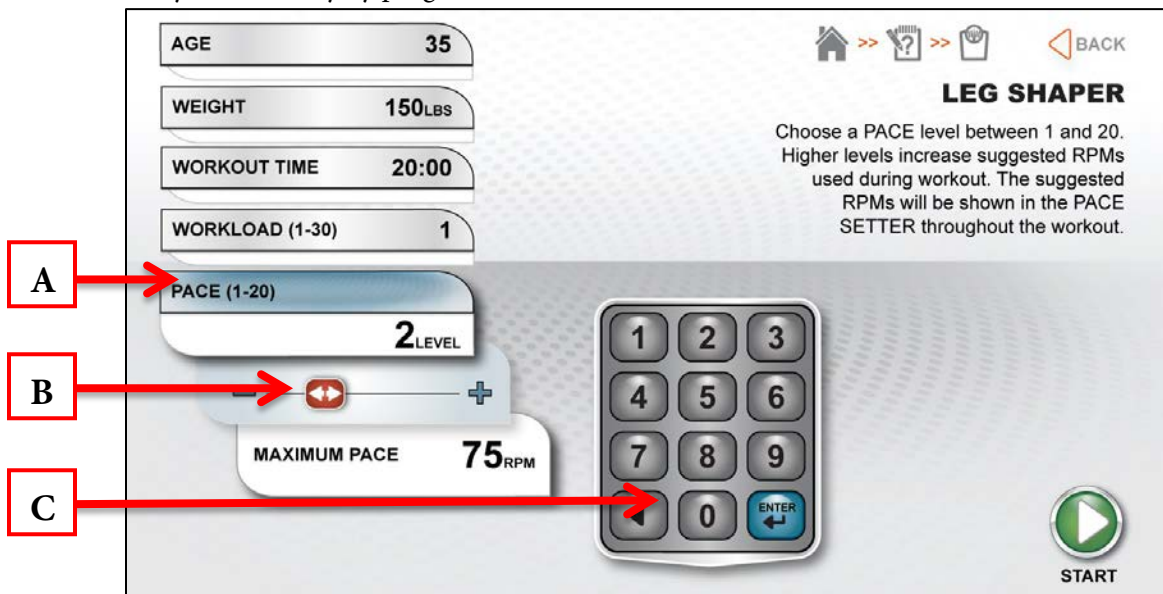 AGE 35
>> >> BACK
WEIGHT 150LBS
LEG SHAPER
Choose a PACE level between 1 and 20.
Higher levels increase suggested RPMs
used during workout. The suggested
RPMs will be shown in the PACE
SETTER throughout the workout.
WORKOUT TIME 20:00
WORKLOAD (1-30) 1
A
PACE (1-20)
2LEVEL
B
- +
MAXIMUM PACE 75RPM
C
1 2 3
4 5 6
7 8 9
0 ENTER
START